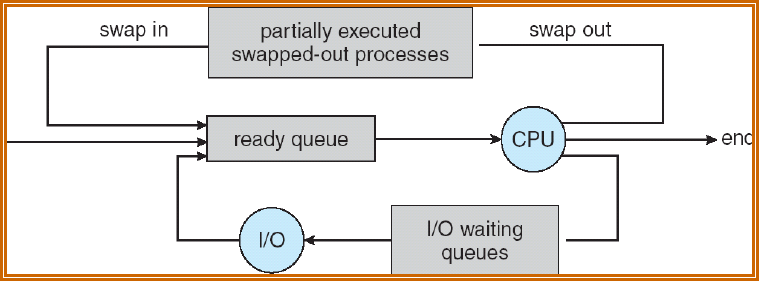 swap in
partially executed
swapped-out processes
swap out
ready queue
CPU
end
I/O
I/O waiting
queues